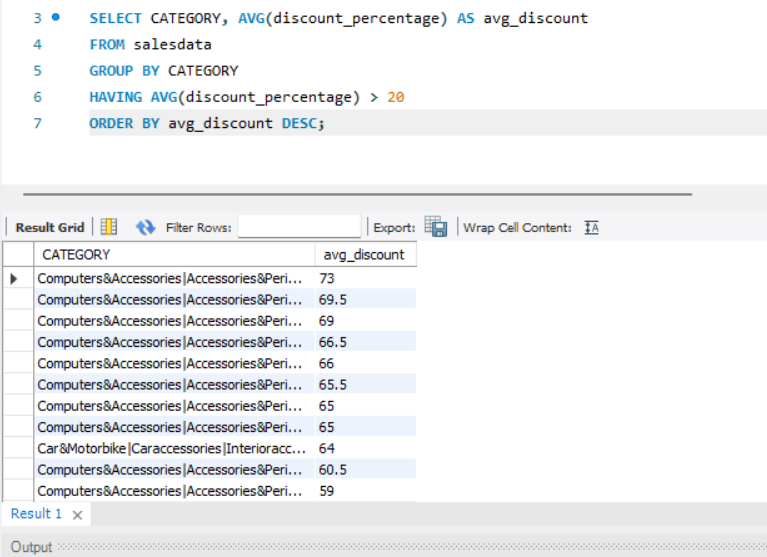 3 SELECT CATEGORY, AVG(discount_percentage) AS avg_discount
4 FROM salesdata
5 GROUP BY CATEGORY
6 HAVING AVG(discount_percentage) > 20
7 ORDER BY avg_discount DESC;
Result Grid Filter Rows: Export: Wrap Cell Content: IA
CATEGORY avg_discount
Computers&Accessories|Accessories&Peri... 73
Computers&Accessories|Accessories&Peri... 69.5
Computers&Accessories|Accessories&Peri... 69
Computers&Accessories|Accessories&Peri... 66.5
Computers&Accessories|Accessories&Peri... 66
Computers&Accessories|Accessories&Peri... 65.5
Computers&Accessories|Accessories&Peri... 65
Computers&Accessories|Accessories&Peri... 65
Car&Motorbike|Caraccessories|Interioracc... 64
Computers&Accessories|Accessories&Peri... 60.5
Computers&Accessories|Accessories&Peri... 59
Result 1
Output